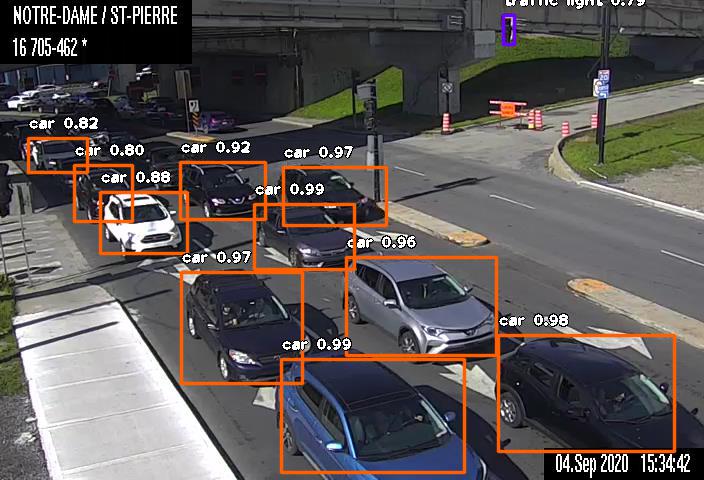 NOTRE-DAME / ST-PIERRE
traffic light 0.79
16 705-462 *
car 0.82
car 0.80
car 0.92
car 0.97
car 0.88
car 0.99
car 0.96
car 0.97
car 0.98
car 0.99
04.Sep 2020 15:34:42